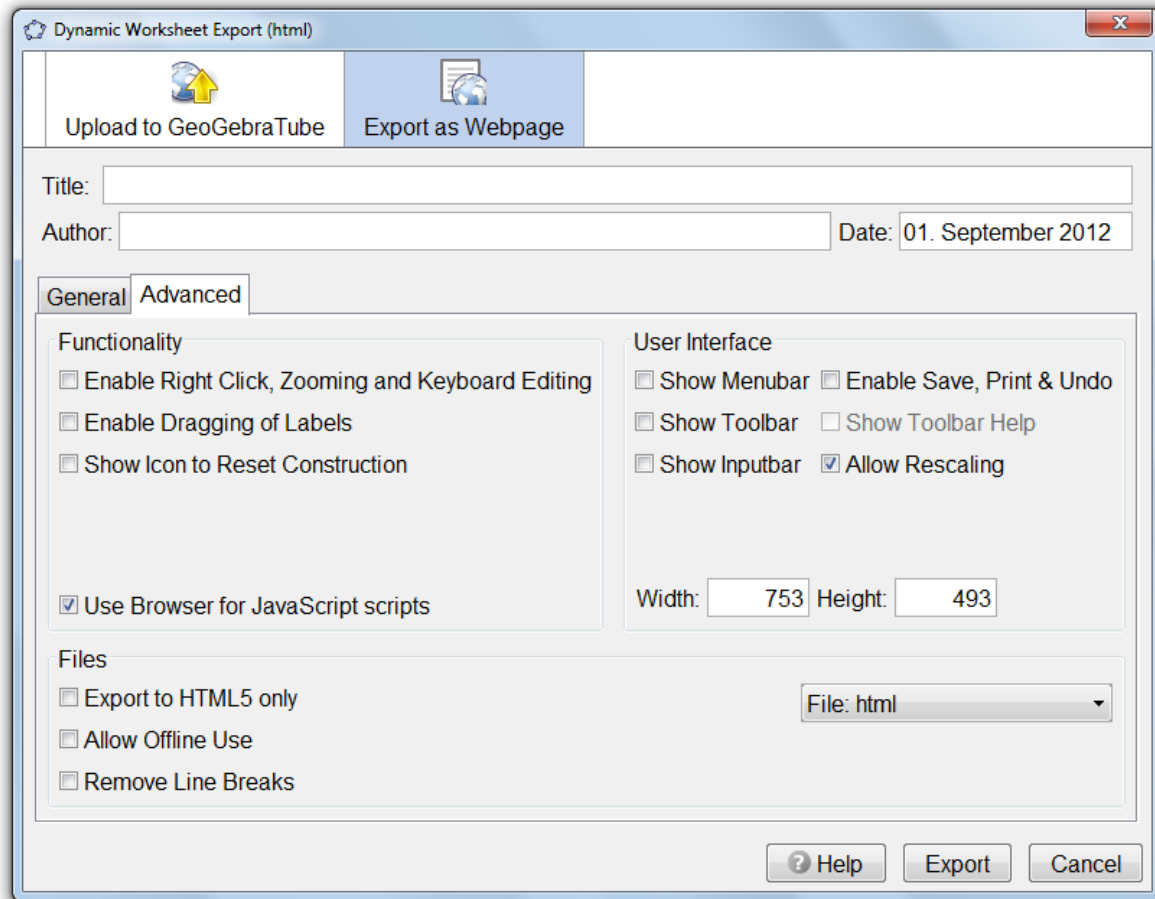 Dynamic Worksheet Export (html)
Upload to GeoGebraTube
Export as Webpage
Title:
Author:
Date: 01. September 2012
General
Advanced
Functionality
Enable Right Click, Zooming and Keyboard Editing
Enable Dragging of Labels
Show Icon to Reset Construction
Use Browser for JavaScript scripts
User Interface
Show Menubar
Enable Save, Print & Undo
Show Toolbar
Show Toolbar Help
Show Inputbar
Allow Rescaling
Width: 753 Height: 493
Files
Export to HTML5 only
File: html
Allow Offline Use
Remove Line Breaks
Help
Export
Cancel